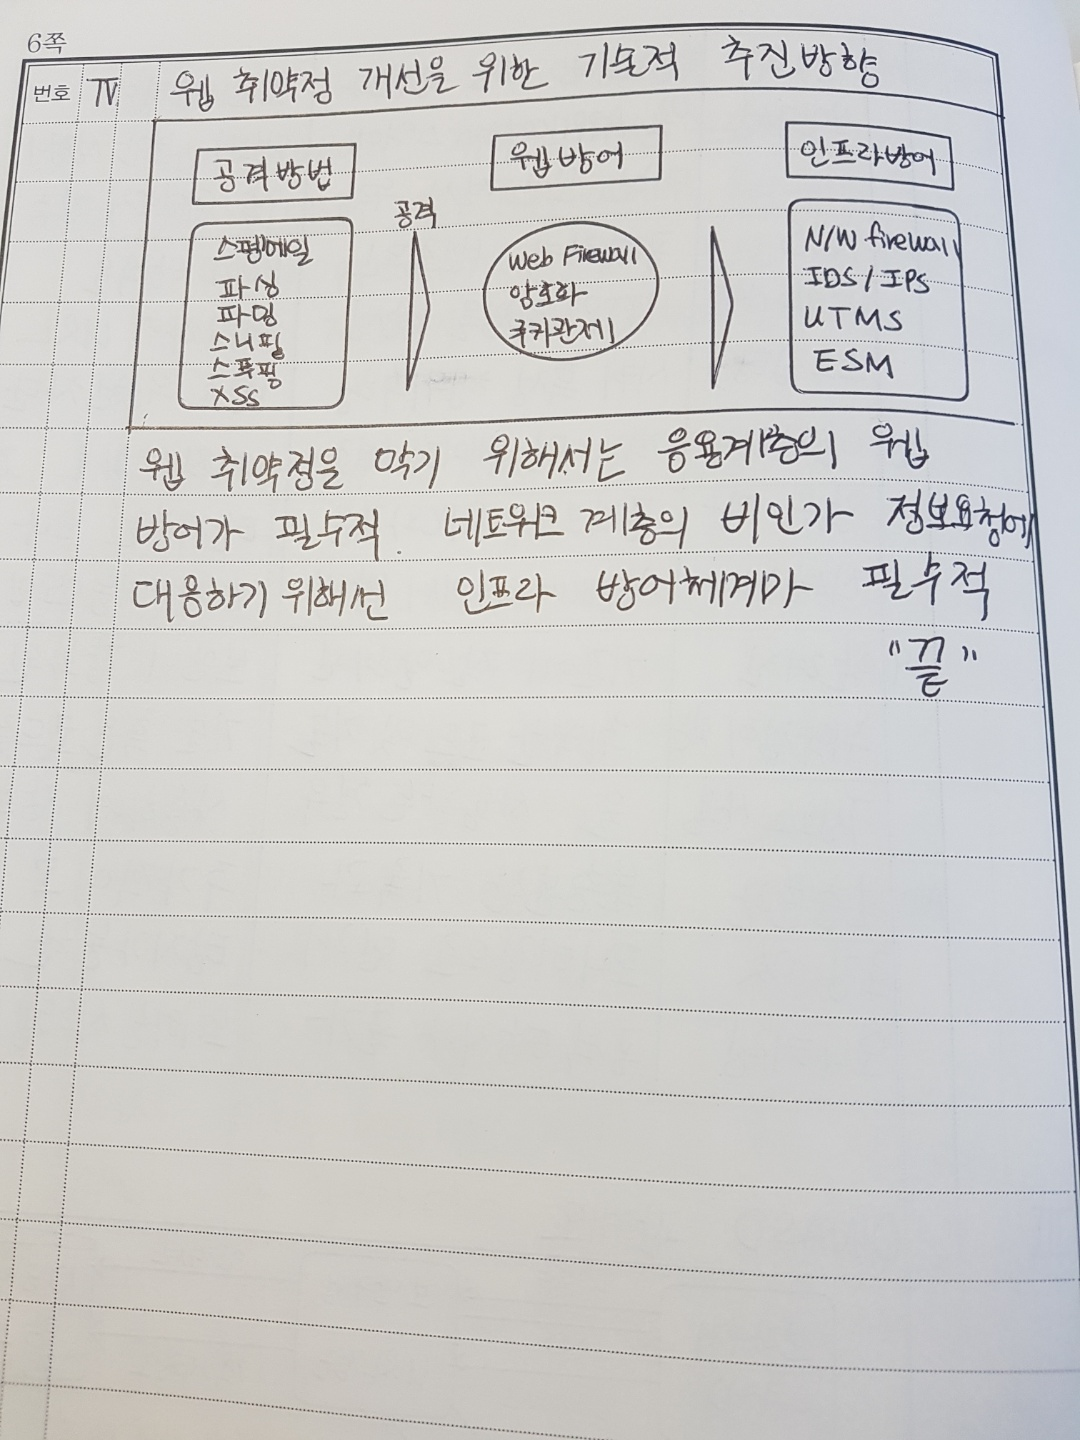 6쪽
번호 Ⅳ 웹 취약점 개선을 위한 기술적 추진방향
공격방법 웹방어 인프라방어
스팸메일
파싱
파밍
스니핑
스푸핑
XSS
공격
Web Firewall
암호화
쿠키관제
N/W firewall
IDS / IPS
UTMS
ESM
웹 취약점을 막기 위해서는 응용계층의 웹
방어가 필수적. 네트워크 계층의 비인가 정보요청에
대응하기 위해선 인프라 방어체계가 필수적
"끝"